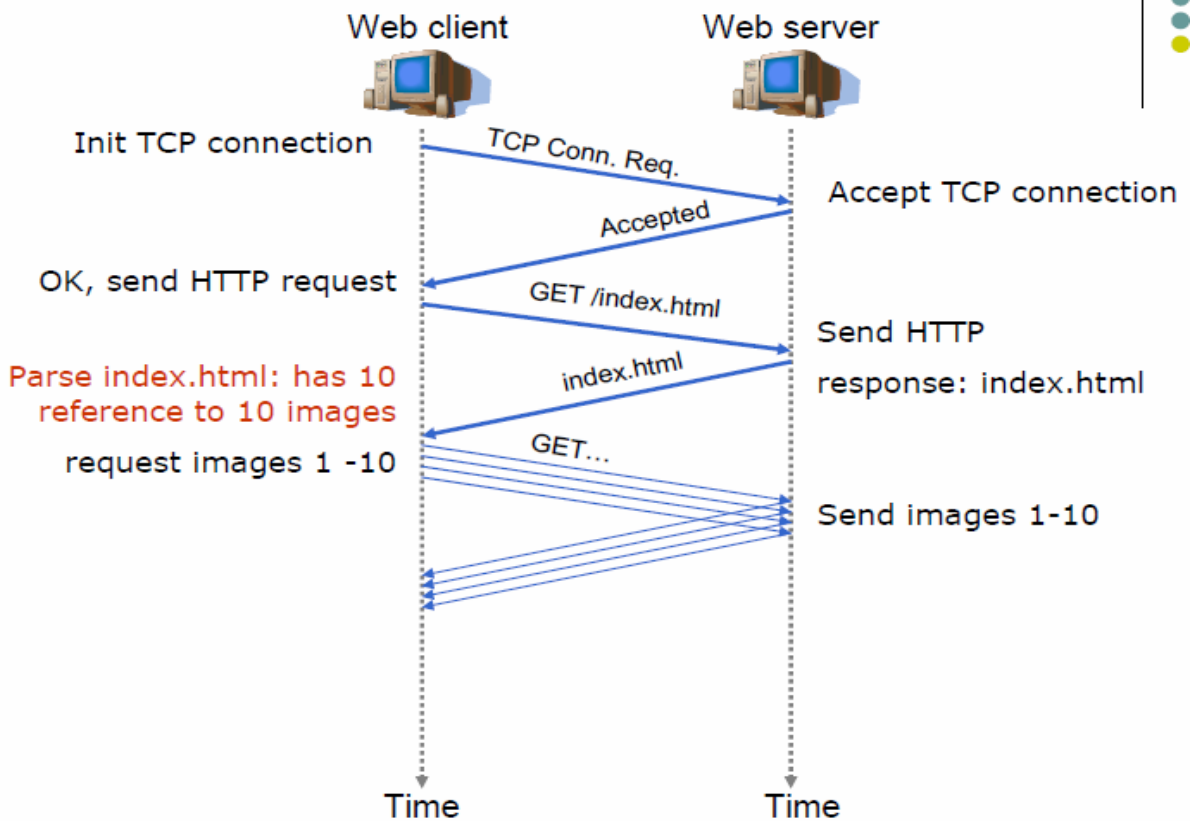 Web client
Web server
Init TCP connection
TCP Conn. Req.
Accept TCP connection
Accepted
OK, send HTTP request
GET /index.html
Send HTTP
response: index.html
index.html
Parse index.html: has 10
reference to 10 images
request images 1 -10
GET...
Send images 1-10
Time
Time